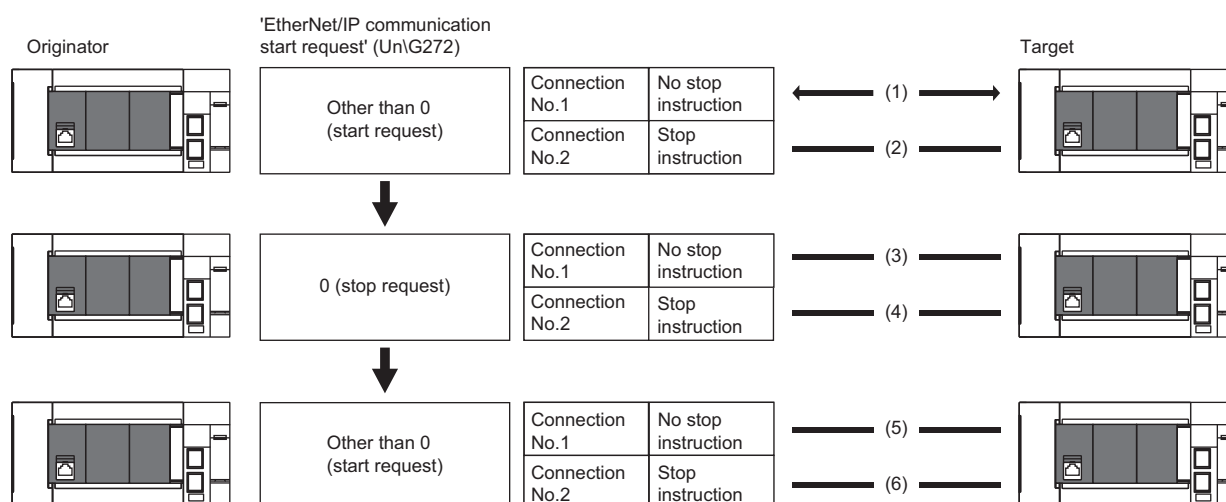 'EtherNet/IP communication
start request' (Un\G272)
Originator
Target
Other than 0
(start request)
Connection
No.1
No stop
instruction
Connection
No.2
Stop
instruction
(1)
(2)
0 (stop request)
Connection
No.1
No stop
instruction
Connection
No.2
Stop
instruction
(3)
(4)
Other than 0
(start request)
Connection
No.1
No stop
instruction
Connection
No.2
Stop
instruction
(5)
(6)